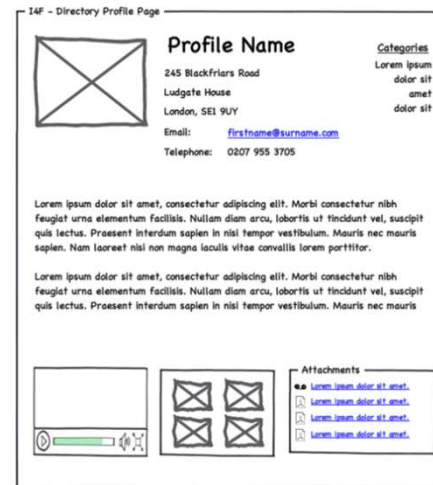 I4F - Directory Profile Page
Profile Name
245 Blackfriars Road
Ludgate House
London, SE1 9UY
Email: firstname@surname.com
Telephone: 0207 955 3705
Categories
Lorem ipsum
dolor sit
amet
dolor sit
Lorem ipsum dolor sit amet, consectetur adipiscing elit. Morbi consectetur nibh
feugiat urna elementum facilisis. Nullam diam arcu, lobortis ut tincidunt vel, suscipit
quis lectus. Praesent interdum sapien in nisi tempor vestibulum. Mauris nec mauris
sapien. Nam laoreet nisi non magna iaculis vitae convallis lorem porttitor.
Lorem ipsum dolor sit amet, consectetur adipiscing elit. Morbi consectetur nibh
feugiat urna elementum facilisis. Nullam diam arcu, lobortis ut tincidunt vel, suscipit
quis lectus. Praesent interdum sapien in nisi tempor vestibulum. Mauris nec mauris
Attachments
Lorem ipsum dolor sit amet.
Lorem ipsum dolor sit amet.
Lorem ipsum dolor sit amet.
Lorem ipsum dolor sit amet.